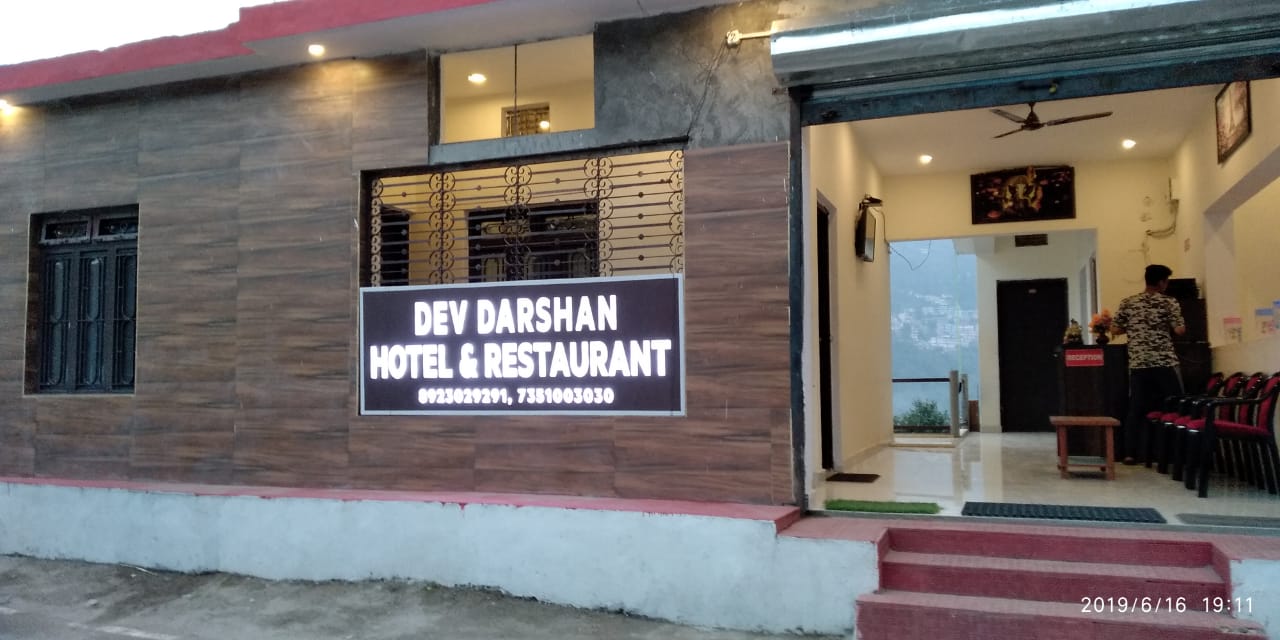 DEV DARSHAN
HOTEL & RESTAURANT
8923029291, 7351003030
RECEPTION
2019/6/16 19:11